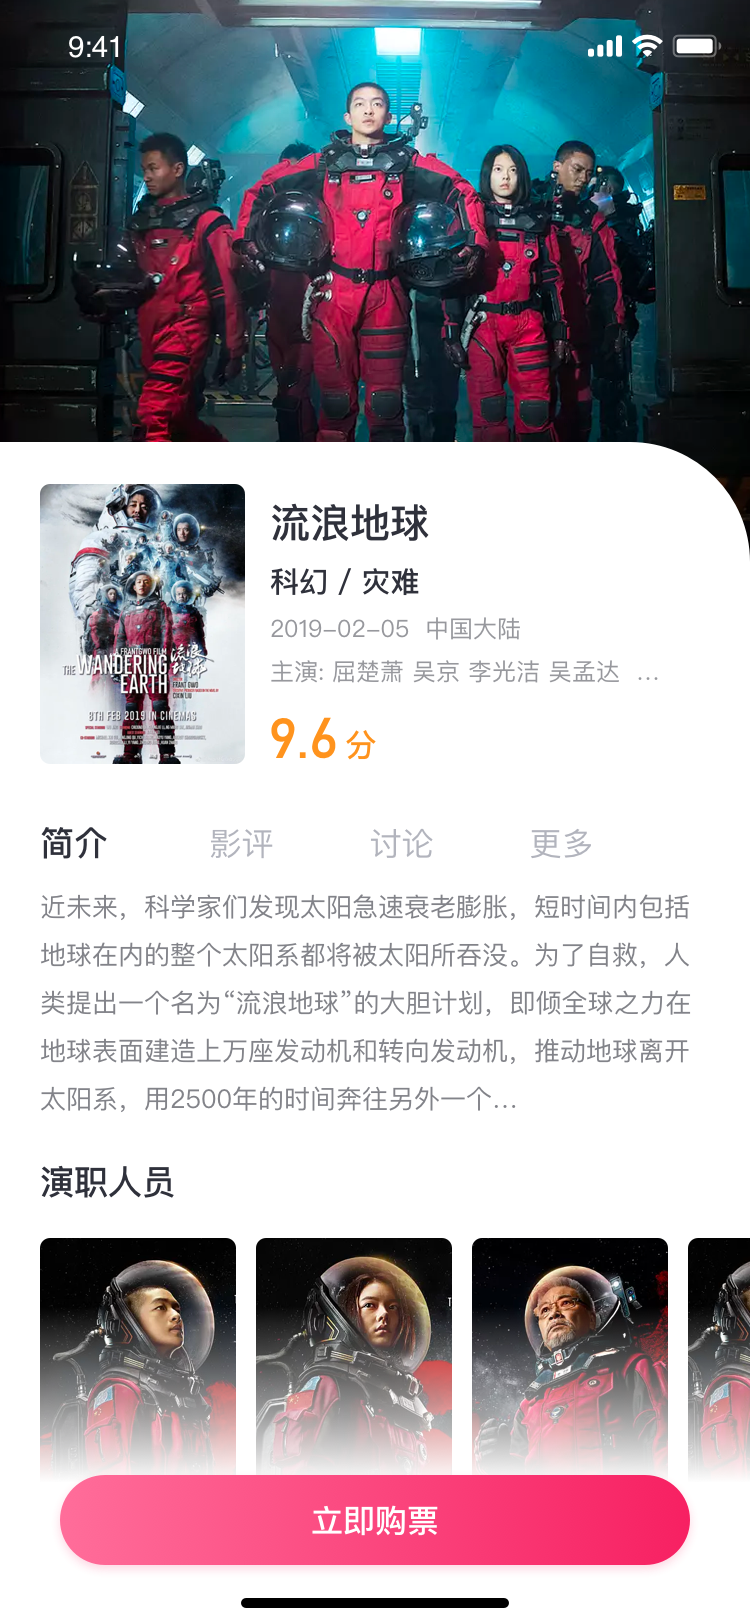 9:41
A FRANTGWO FILM
THE WANDERING EARTH
流浪地球
FRANT GWO
CIXIN LIU
8TH FEB 2019 IN CINEMAS
流浪地球
科幻 / 灾难
2019-02-05 中国大陆
主演: 屈楚萧 吴京 李光洁 吴孟达 …
9.6 分
简介 影评 讨论 更多
近未来，科学家们发现太阳急速衰老膨胀，短时间内包括
地球在内的整个太阳系都将被太阳所吞没。为了自救，人
类提出一个名为“流浪地球”的大胆计划，即倾全球之力在
地球表面建造上万座发动机和转向发动机，推动地球离开
太阳系，用2500年的时间奔往另外一个…
演职人员
立即购票